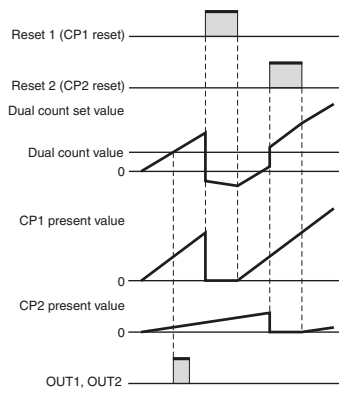 Reset 1 (CP1 reset)
Reset 2 (CP2 reset)
Dual count set value
Dual count value
0
CP1 present value
0
CP2 present value
0
OUT1, OUT2